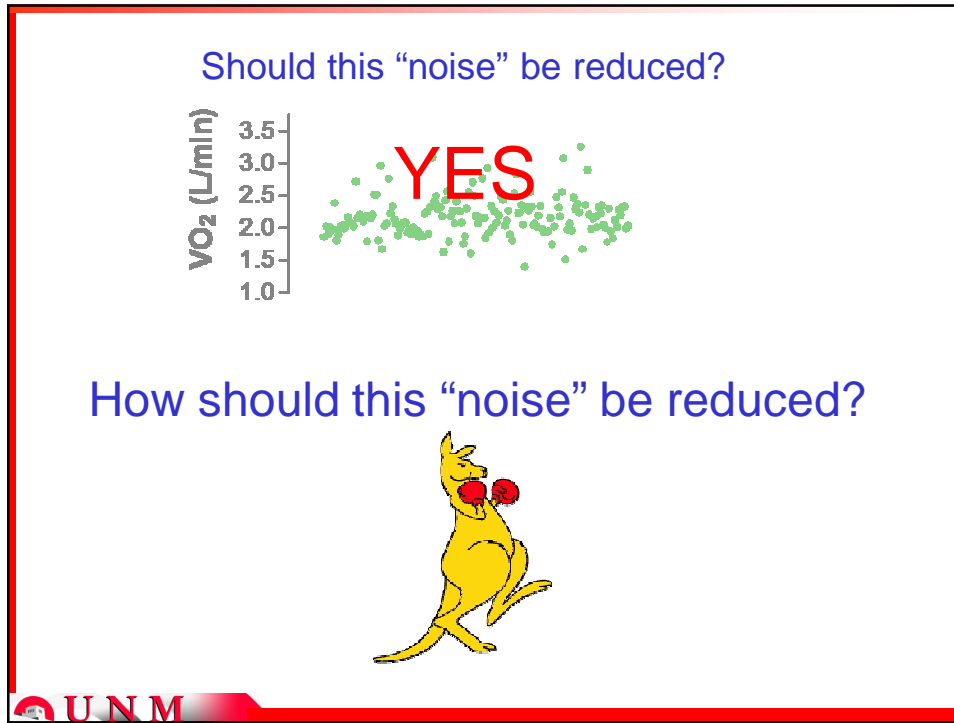 Should this “noise” be reduced?
YES
VO₂ (L/min)
3.5
3.0
2.5
2.0
1.5
1.0
How should this “noise” be reduced?
UNM